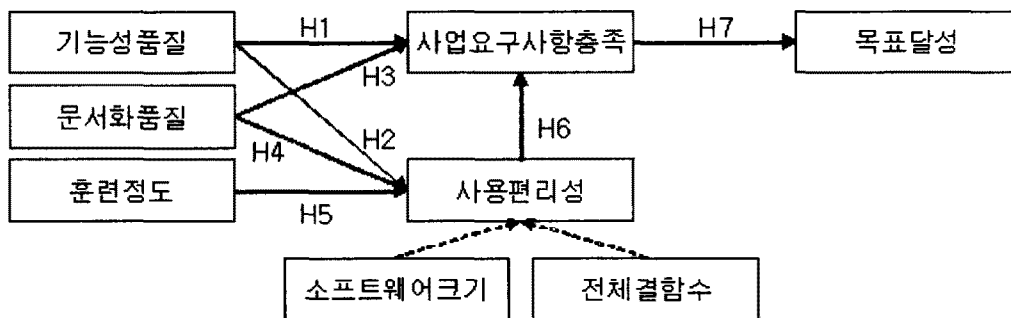 기능성품질
H1
사업요구사항충족
H7
목표달성
H3
문서화품질
H2
H4
H6
훈련정도
H5
사용편리성
소프트웨어크기
전체결함수